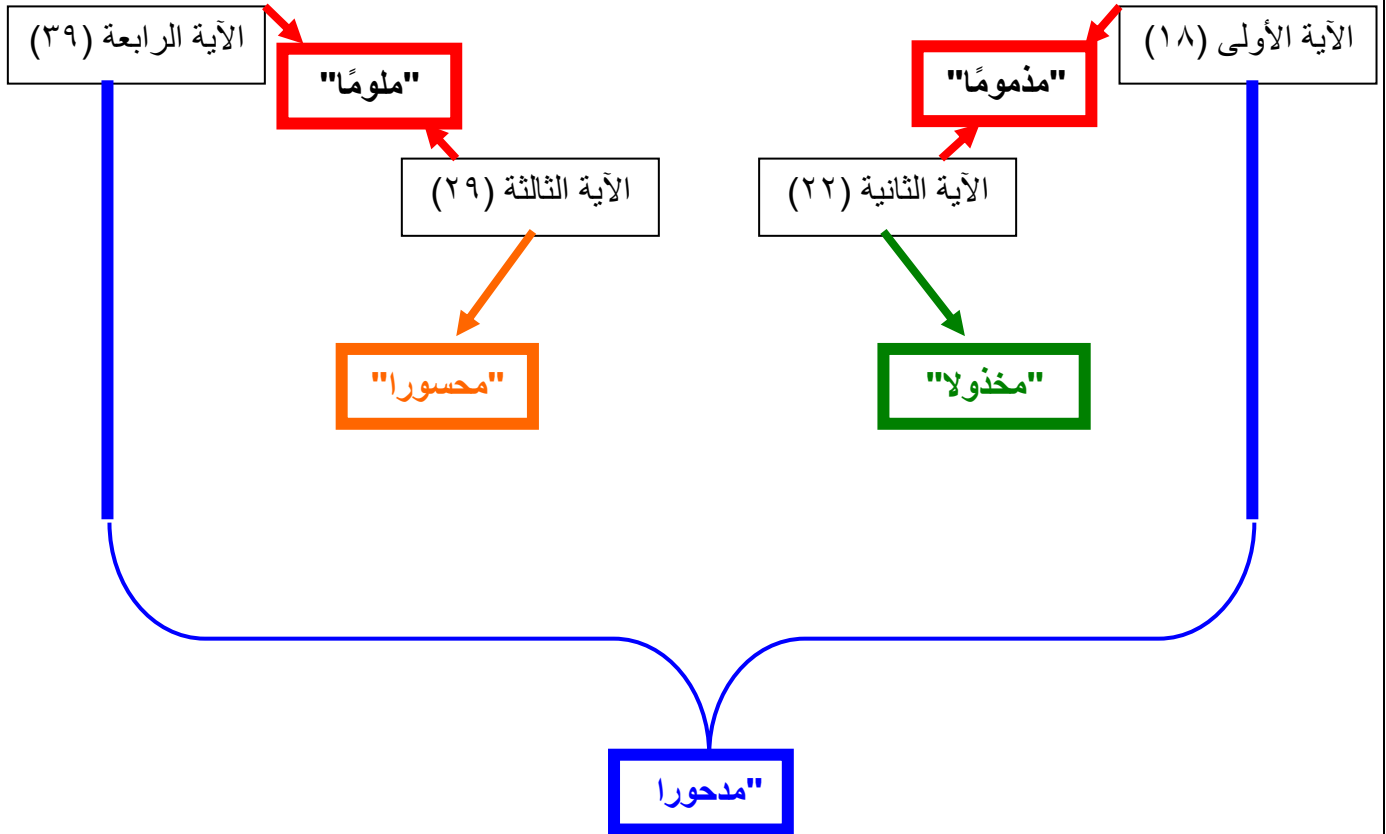 الآية الأولى (١٨)
الآية الرابعة (٣٩)
"مذمومًا"
"ملومًا"
الآية الثانية (٢٢)
الآية الثالثة (٢٩)
"مخذولا"
"محسورا"
"مدحورا